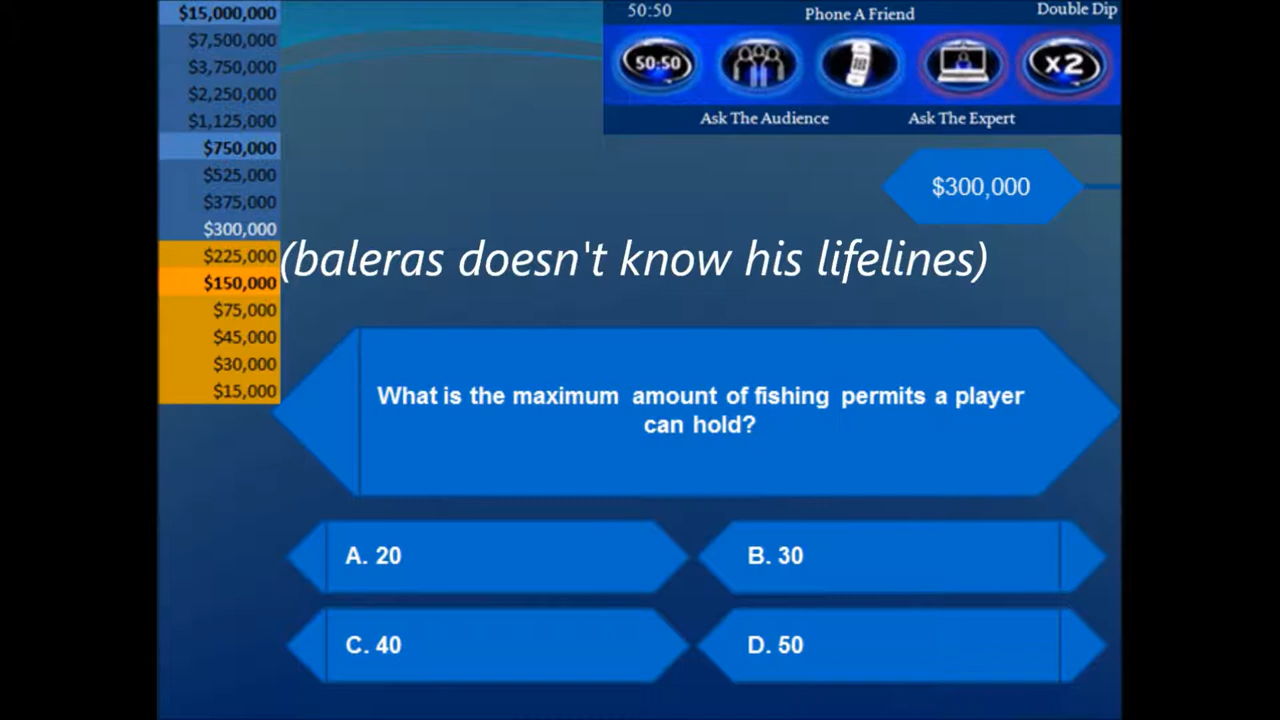 $15,000,000
$7,500,000
$3,750,000
$2,250,000
$1,125,000
$750,000
$525,000
$375,000
$300,000
$225,000
$150,000
$75,000
$45,000
$30,000
$15,000
50:50
Phone A Friend
Double Dip
50:50
x2
Ask The Audience
Ask The Expert
$300,000
(baleras doesn't know his lifelines)
What is the maximum amount of fishing permits a player
can hold?
A. 20
B. 30
C. 40
D. 50